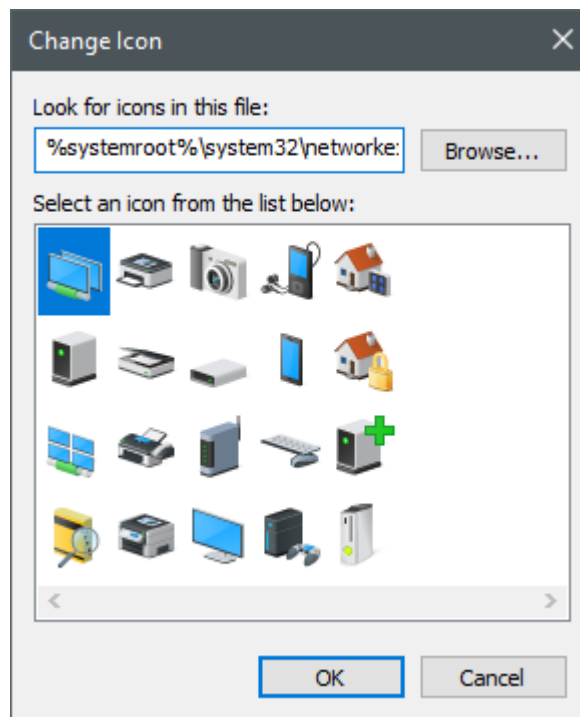 Change Icon
Look for icons in this file:
%systemroot%\system32\networke:
Browse...
Select an icon from the list below:
OK
Cancel